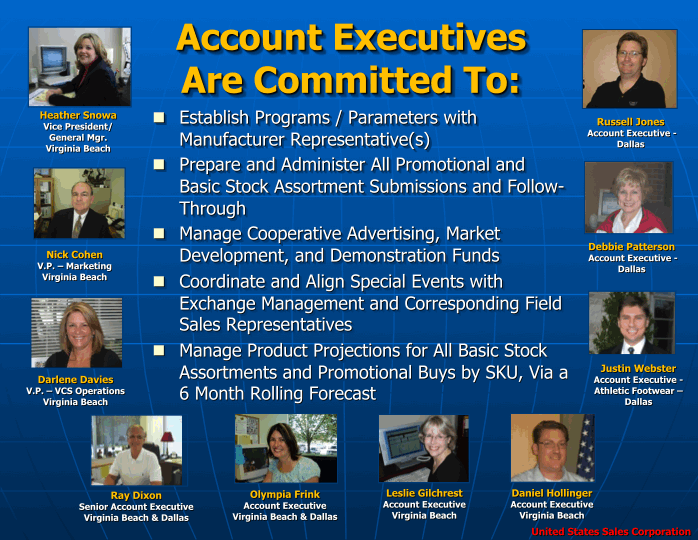 Account Executives
Are Committed To:
Heather Snowa
Vice President/
General Mgr.
Virginia Beach
Nick Cohen
V.P. – Marketing
Virginia Beach
Darlene Davies
V.P. – VCS Operations
Virginia Beach
Establish Programs / Parameters with
Manufacturer Representative(s)
Prepare and Administer All Promotional and
Basic Stock Assortment Submissions and Follow-
Through
Manage Cooperative Advertising, Market
Development, and Demonstration Funds
Coordinate and Align Special Events with
Exchange Management and Corresponding Field
Sales Representatives
Manage Product Projections for All Basic Stock
Assortments and Promotional Buys by SKU, Via a
6 Month Rolling Forecast
Russell Jones
Account Executive -
Dallas
Debbie Patterson
Account Executive -
Dallas
Justin Webster
Account Executive -
Athletic Footwear –
Dallas
Ray Dixon
Senior Account Executive
Virginia Beach & Dallas
Olympia Frink
Account Executive
Virginia Beach & Dallas
Leslie Gilchrest
Account Executive
Virginia Beach
Daniel Hollinger
Account Executive
Virginia Beach
United States Sales Corporation